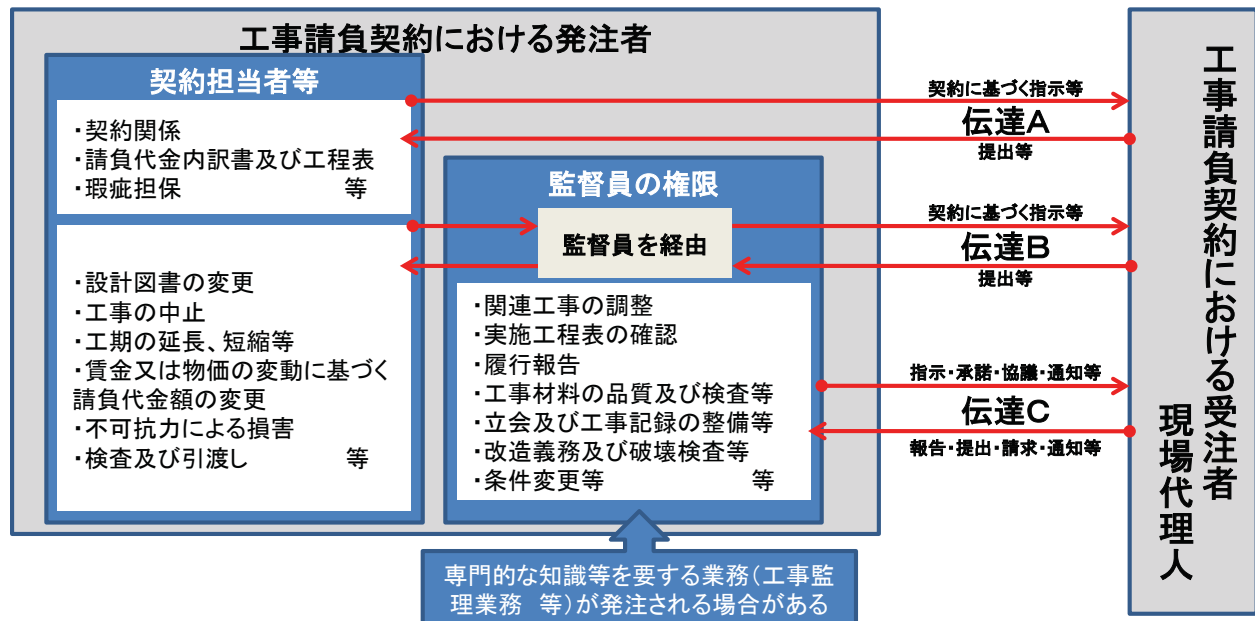 工事請負契約における発注者
契約担当者等
・契約関係
・請負代金内訳書及び工程表
・瑕疵担保　　　　　　　等
・設計図書の変更
・工事の中止
・工期の延長、短縮等
・賃金又は物価の変動に基づく
請負代金額の変更
・不可抗力による損害
・検査及び引渡し　　　　等
監督員の権限
監督員を経由
・関連工事の調整
・実施工程表の確認
・履行報告
・工事材料の品質及び検査等
・立会及び工事記録の整備等
・改造義務及び破壊検査等
・条件変更等　　　　　　等
専門的な知識等を要する業務(工事監
理業務　等)が発注される場合がある
契約に基づく指示等
伝達A
提出等
契約に基づく指示等
伝達B
提出等
指示・承諾・協議・通知等
伝達C
報告・提出・請求・通知等
工事請負契約における受注者
現場代理人